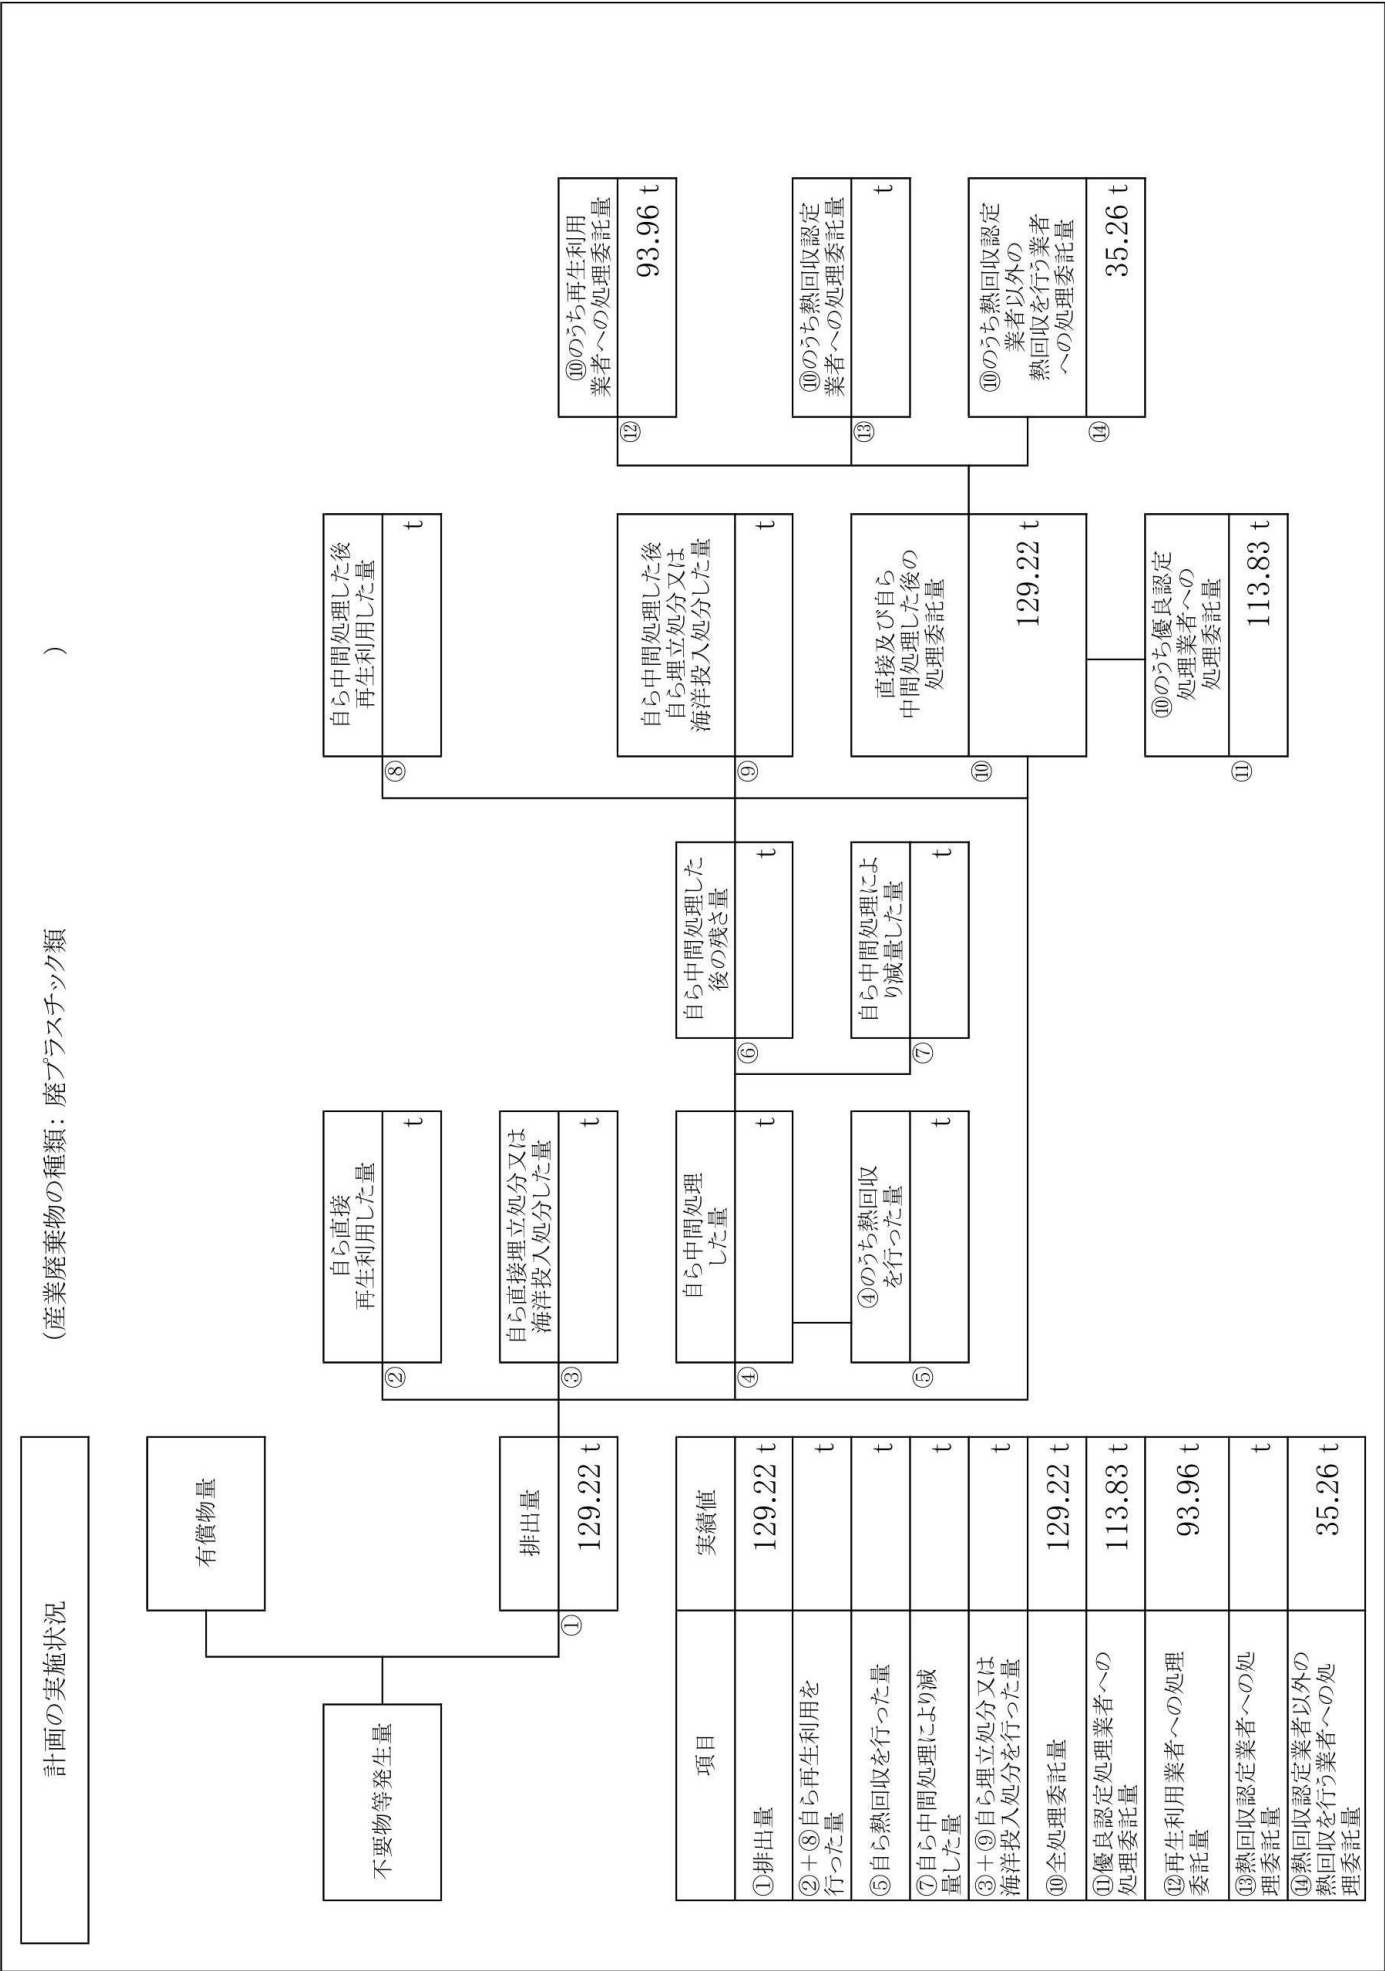 計画の実施状況
（産業廃棄物の種類：廃プラスチック類 ）
有償物量
不要物等発生量
①
排出量
129.22 t
②
自ら直接
再生利用した量
t
③
自ら直接埋立処分又は
海洋投入処分した量
t
④
自ら中間処理
した量
t
⑤
④のうち熱回収
を行った量
t
⑥
自ら中間処理した
後の残さ量
t
⑦
自ら中間処理によ
り減量した量
t
⑧
自ら中間処理した後
再生利用した量
t
⑨
自ら中間処理した後
自ら埋立処分又は
海洋投入処分した量
t
⑩
直接及び自ら
中間処理した後の
処理委託量
129.22 t
⑪
⑩のうち優良認定
処理業者への
処理委託量
113.83 t
⑫
⑩のうち再生利用
業者への処理委託量
93.96 t
⑬
⑩のうち熱回収認定
業者への処理委託量
t
⑭
⑩のうち熱回収認定
業者以外の
熱回収を行う業者
への処理委託量
35.26 t
項目 実績値
①排出量 129.22 t
②＋⑧自ら再生利用を
行った量 t
⑤自ら熱回収を行った量 t
⑦自ら中間処理により減
量した量 t
③＋⑨自ら埋立処分又は
海洋投入処分を行った量 t
⑩全処理委託量 129.22 t
⑪優良認定処理業者への
処理委託量 113.83 t
⑫再生利用業者への処理
委託量 93.96 t
⑬熱回収認定業者への処
理委託量 t
⑭熱回収認定業者以外の
熱回収を行う業者への処
理委託量 35.26 t